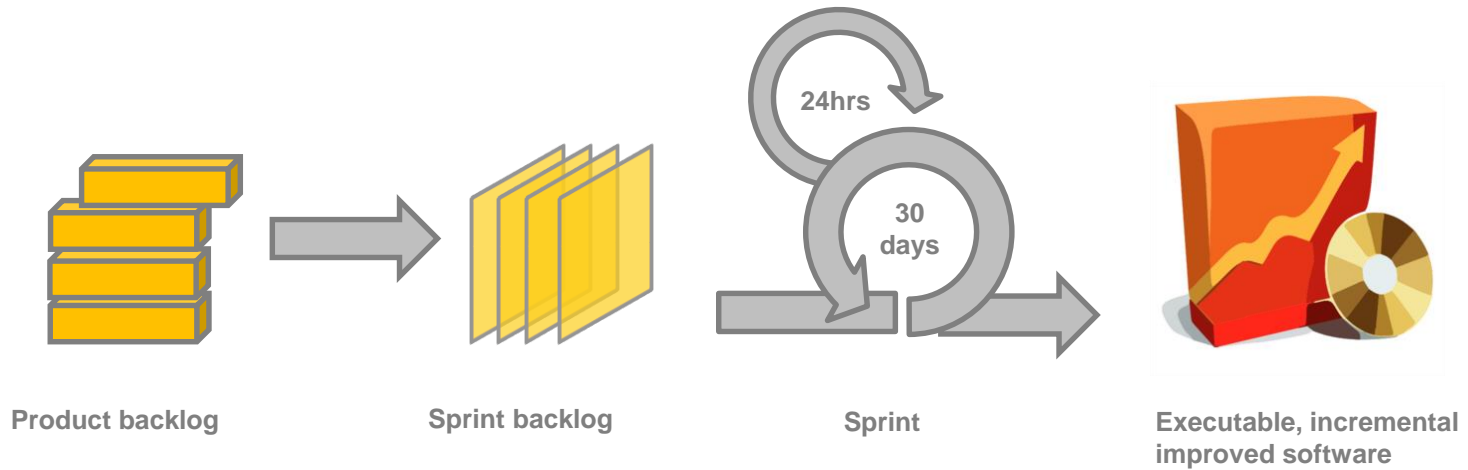 24hrs
30
days
Product backlog
Sprint backlog
Sprint
Executable, incremental
improved software